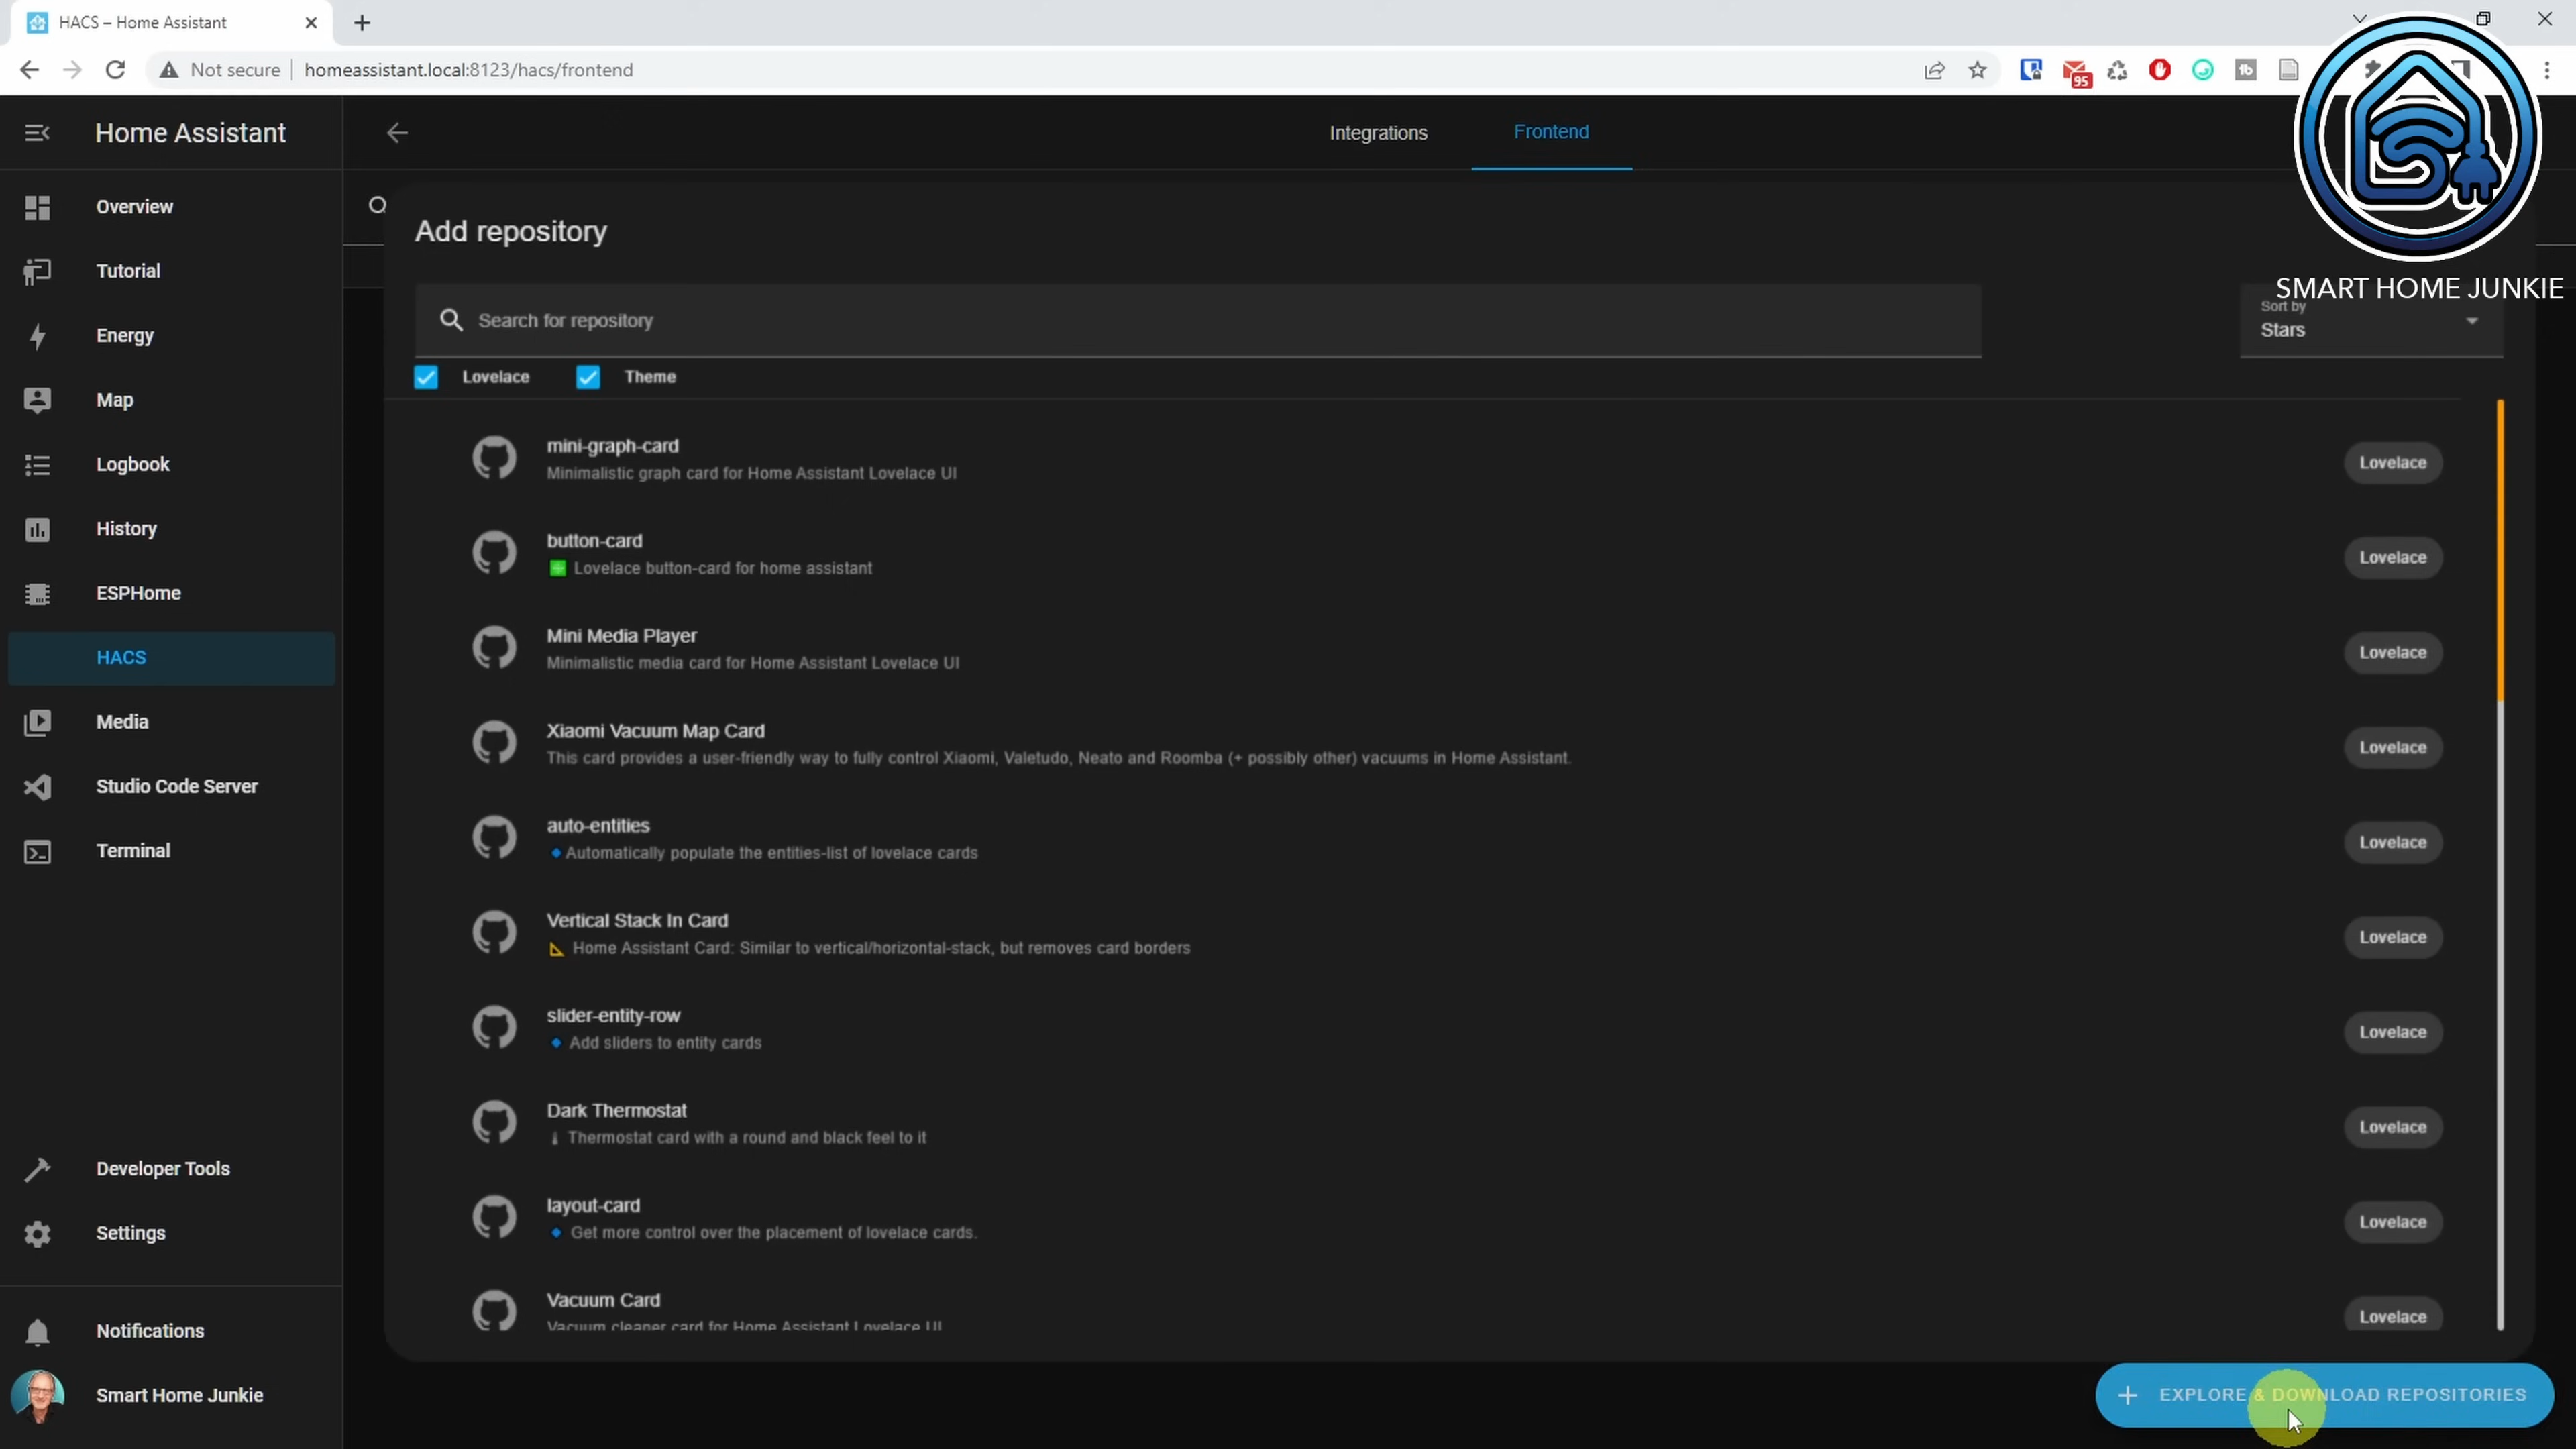 HACS – Home Assistant
Not secure
homeassistant.local:8123/hacs/frontend
95
SMART HOME JUNKIE
Home Assistant
Overview
Tutorial
Energy
Map
Logbook
History
ESPHome
HACS
Media
Studio Code Server
Terminal
Developer Tools
Settings
Notifications
Smart Home Junkie
Integrations
Frontend
Add repository
Search for repository
Sort by
Stars
Lovelace
Theme
mini-graph-card
Minimalistic graph card for Home Assistant Lovelace UI
Lovelace
button-card
Lovelace button-card for home assistant
Lovelace
Mini Media Player
Minimalistic media card for Home Assistant Lovelace UI
Lovelace
Xiaomi Vacuum Map Card
This card provides a user-friendly way to fully control Xiaomi, Valetudo, Neato and Roomba (+ possibly other) vacuums in Home Assistant.
Lovelace
auto-entities
Automatically populate the entities-list of lovelace cards
Lovelace
Vertical Stack In Card
Home Assistant Card: Similar to vertical/horizontal-stack, but removes card borders
Lovelace
slider-entity-row
Add sliders to entity cards
Lovelace
Dark Thermostat
Thermostat card with a round and black feel to it
Lovelace
layout-card
Get more control over the placement of lovelace cards.
Lovelace
Vacuum Card
Vacuum cleaner card for Home Assistant Lovelace UI
Lovelace
EXPLORE & DOWNLOAD REPOSITORIES